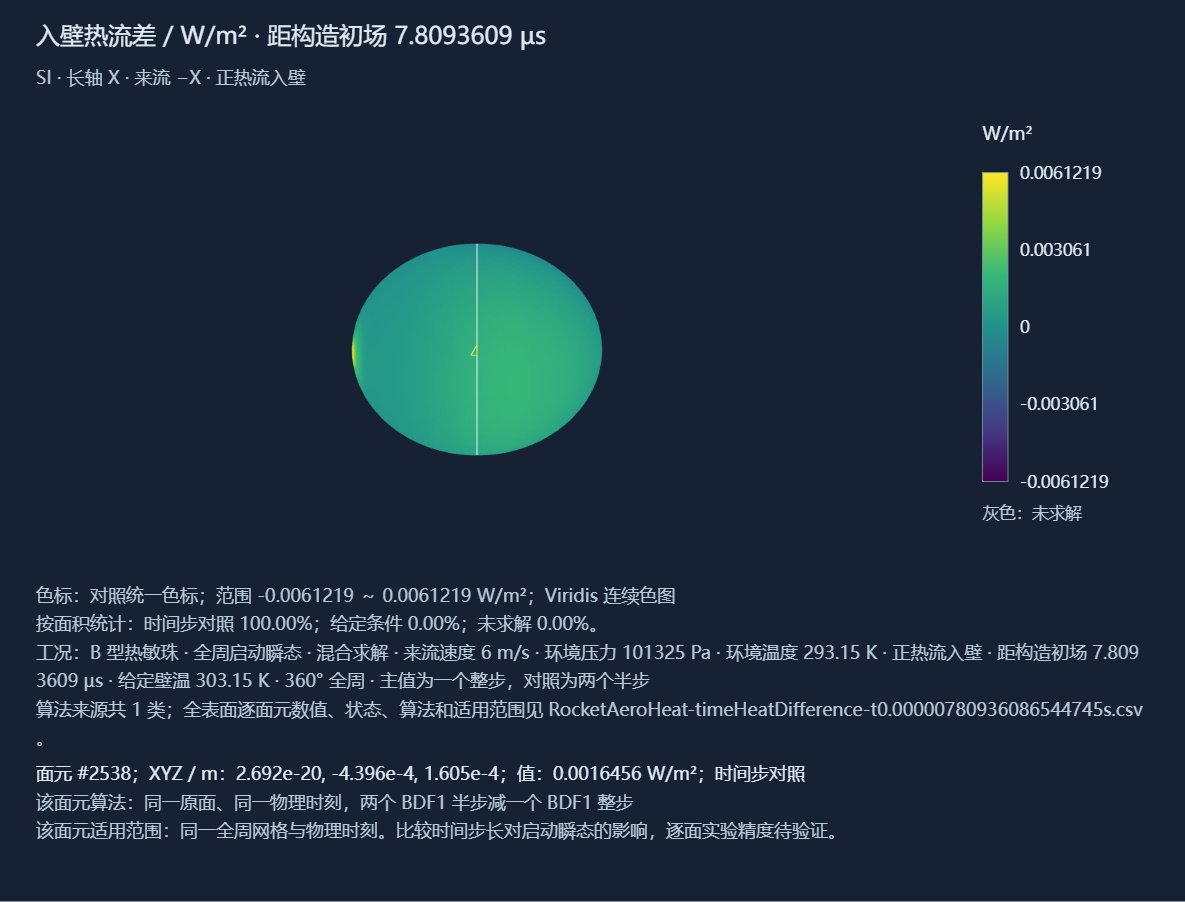 入壁热流差 / W/m² · 距构造初场 7.8093609 μs
SI · 长轴 X · 来流 −X · 正热流入壁
W/m²
0.0061219
0.003061
0
-0.003061
-0.0061219
灰色：未求解
色标：对照统一色标；范围 -0.0061219 ~ 0.0061219 W/m²；Viridis 连续色图
按面积统计：时间步对照 100.00%；给定条件 0.00%；未求解 0.00%。
工况：B 型热敏珠 · 全周启动瞬态 · 混合求解 · 来流速度 6 m/s · 环境压力 101325 Pa · 环境温度 293.15 K · 正热流入壁 · 距构造初场 7.809
3609 μs · 给定壁温 303.15 K · 360° 全周 · 主值为一个整步，对照为两个半步
算法来源共 1 类；全表面逐面元数值、状态、算法和适用范围见 RocketAeroHeat-timeHeatDifference-t0.00000780936086544745s.csv
。
面元 #2538；XYZ / m：2.692e-20, -4.396e-4, 1.605e-4；值：0.0016456 W/m²；时间步对照
该面元算法：同一原面、同一物理时刻，两个 BDF1 半步减一个 BDF1 整步
该面元适用范围：同一全周网格与物理时刻。比较时间步长对启动瞬态的影响，逐面实验精度待验证。